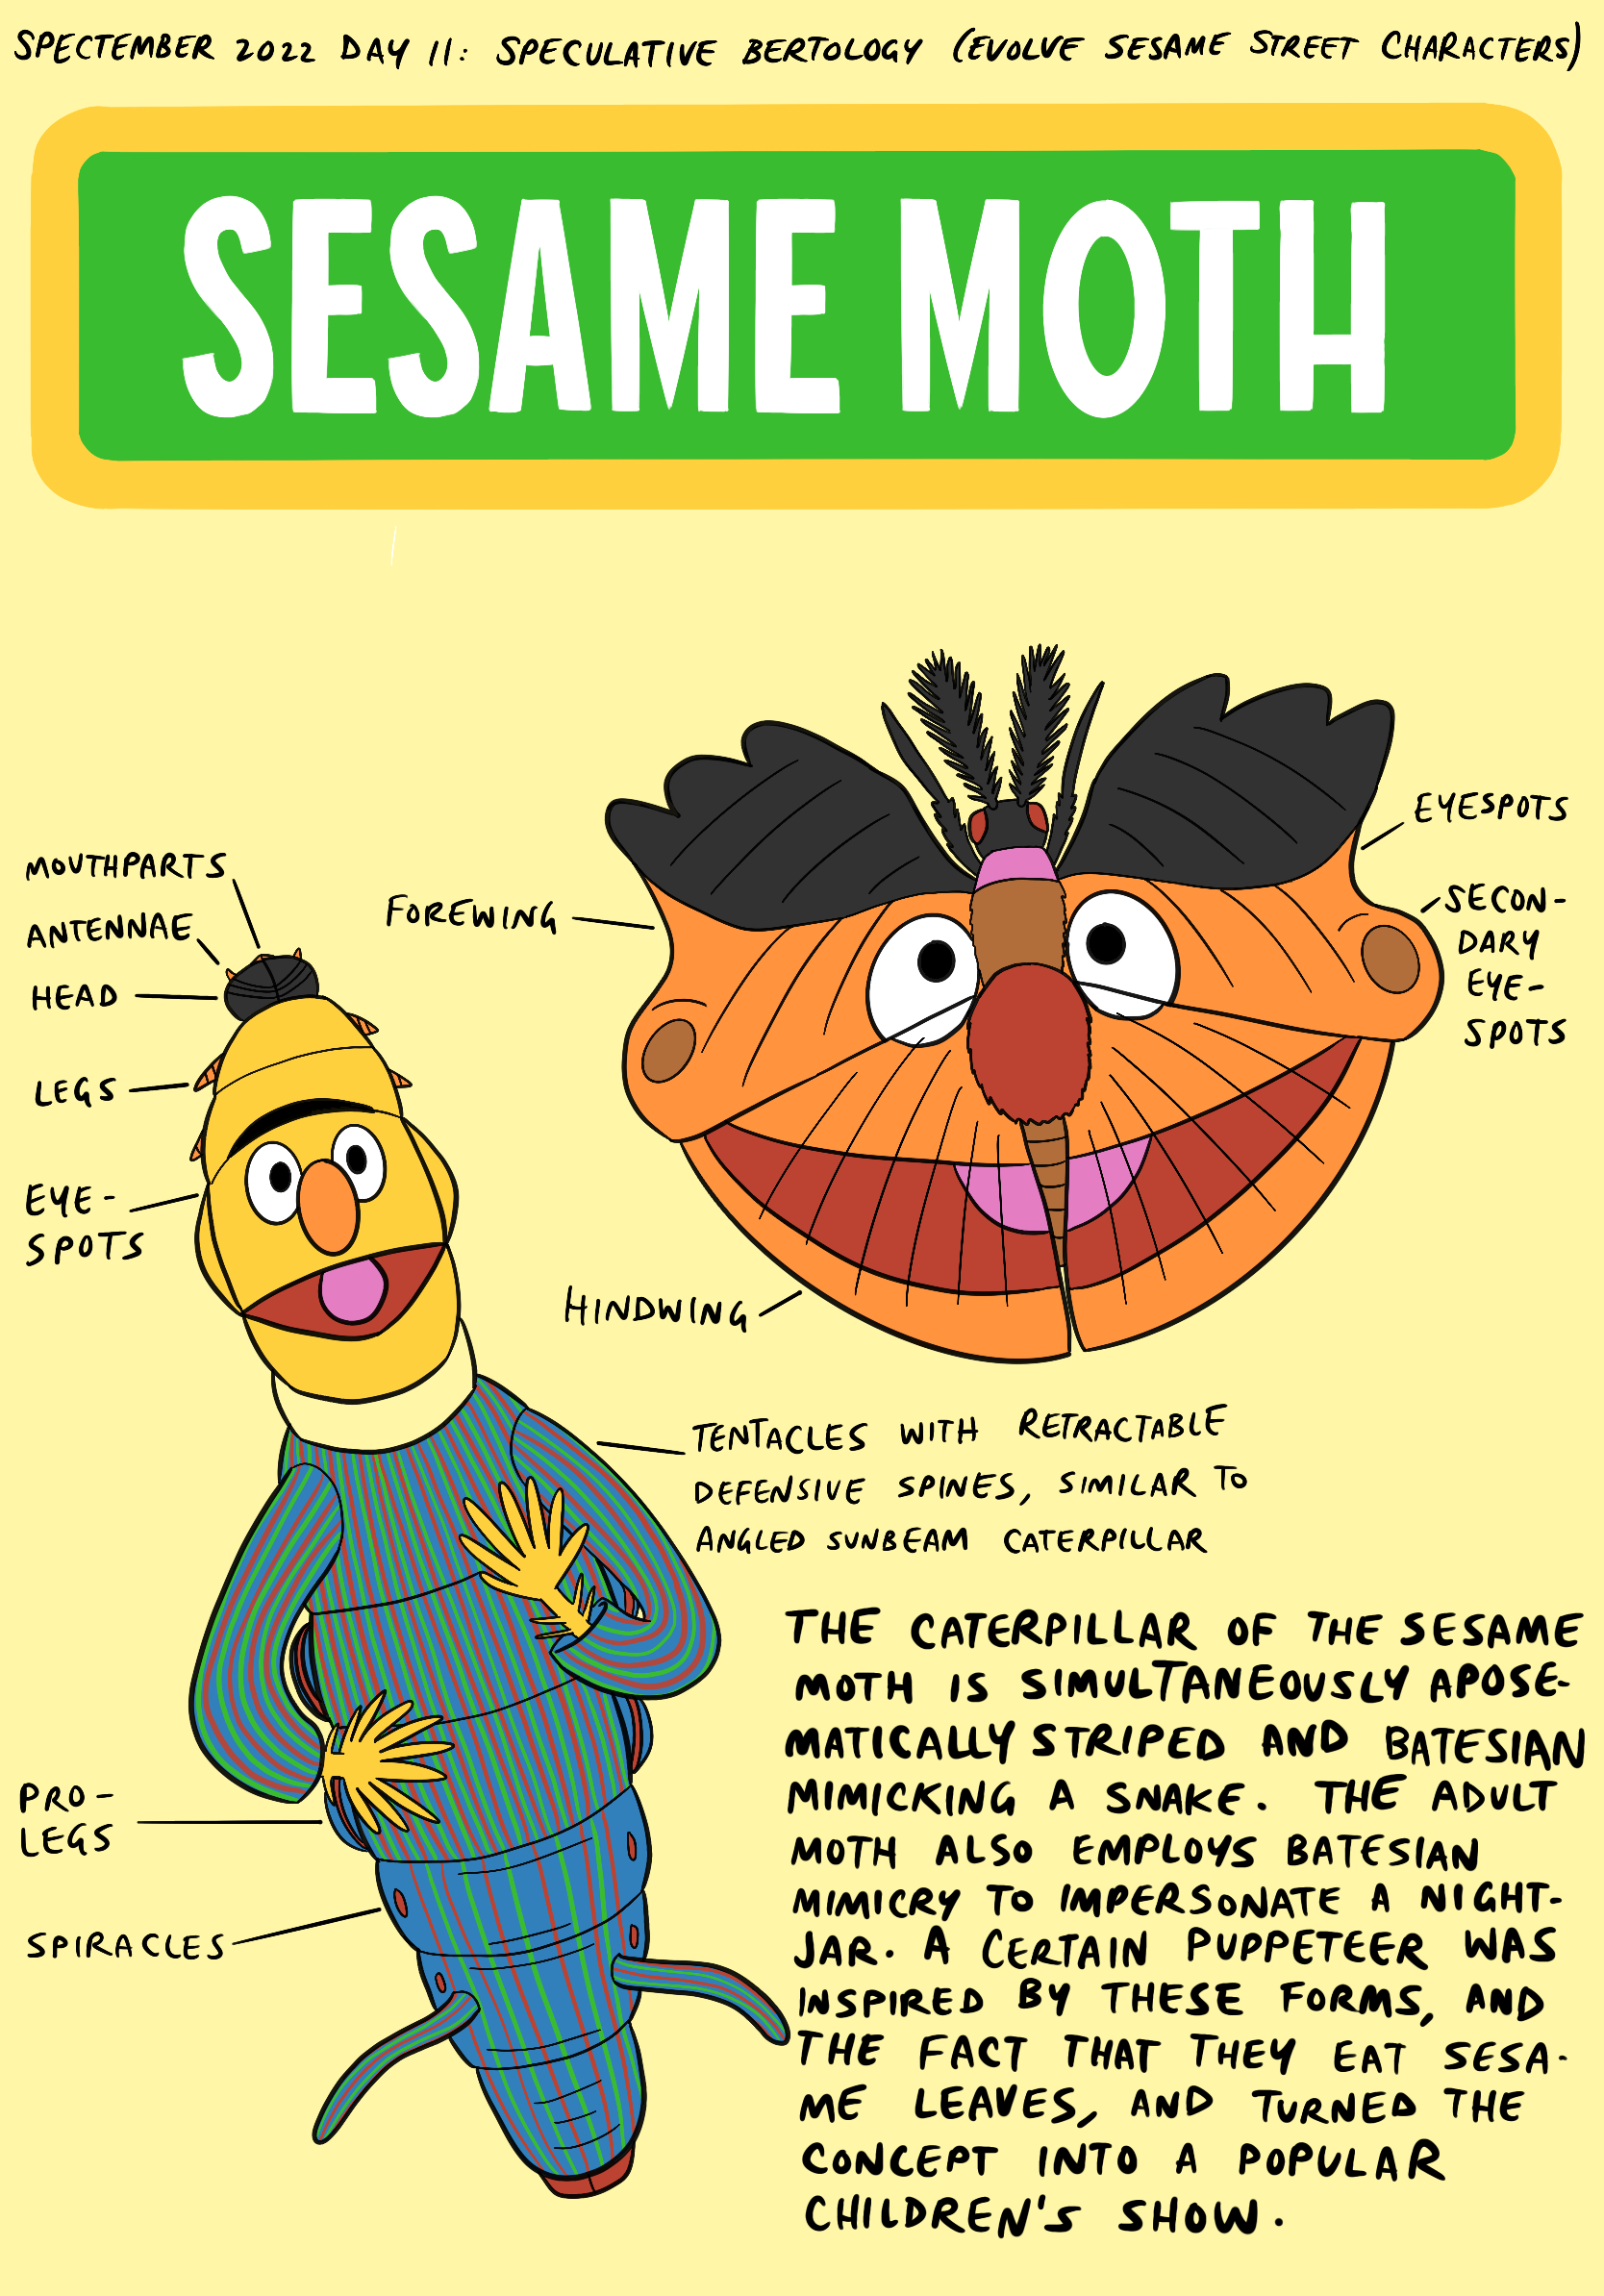 SPECTEMBER 2022 DAY 11: SPECULATIVE BERTOLOGY (EVOLVE SESAME STREET CHARACTERS)
SESAME MOTH
MOUTHPARTS
ANTENNAE
HEAD
LEGS
EYE-
SPOTS
FOREWING
EYESPOTS
SECON-
DARY
EYE-
SPOTS
HINDWING
TENTACLES WITH RETRACTABLE
DEFENSIVE SPINES, SIMILAR TO
ANGLED SUNBEAM CATERPILLAR
PRO-
LEGS
SPIRACLES
THE CATERPILLAR OF THE SESAME
MOTH IS SIMULTANEOUSLY APOSE-
MATICALLY STRIPED AND BATESIAN
MIMICKING A SNAKE. THE ADULT
MOTH ALSO EMPLOYS BATESIAN
MIMICRY TO IMPERSONATE A NIGHT-
JAR. A CERTAIN PUPPETEER WAS
INSPIRED BY THESE FORMS, AND
THE FACT THAT THEY EAT SESA-
ME LEAVES, AND TURNED THE
CONCEPT INTO A POPULAR
CHILDREN'S SHOW.